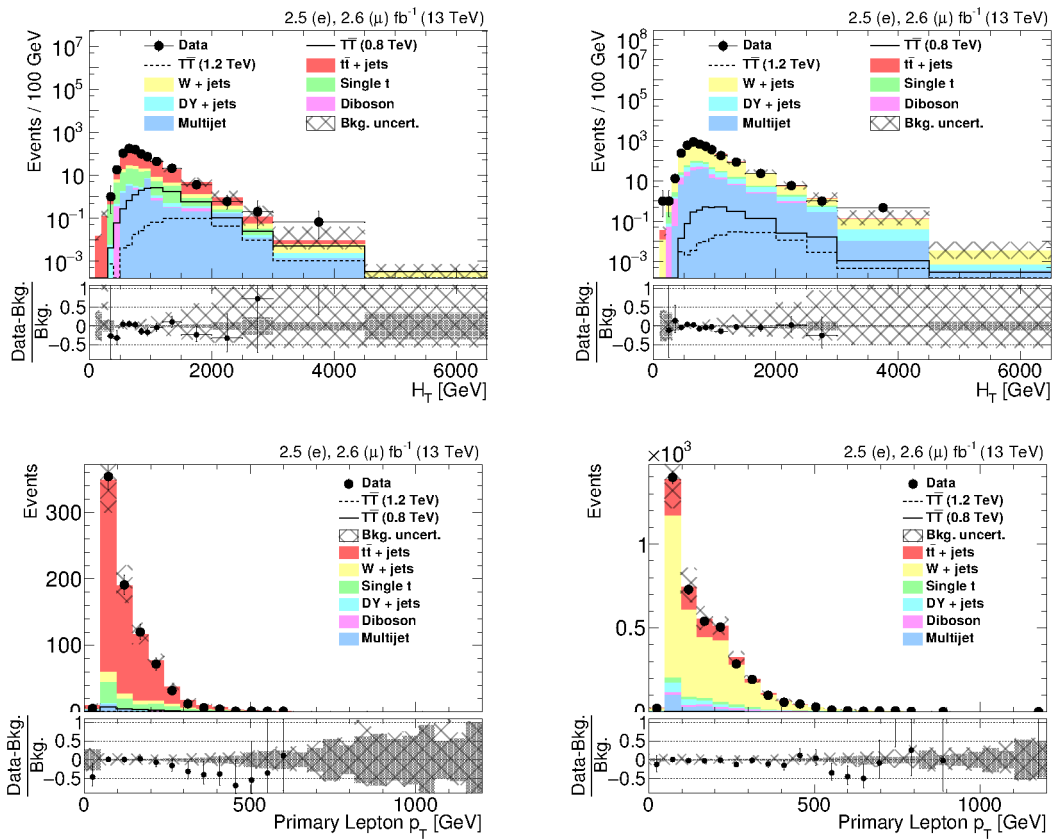 2.5 (e), 2.6 (μ) fb⁻¹ (13 TeV)
Events / 100 GeV
10⁷
10⁵
10³
10
10⁻¹
10⁻³
Data
TT̅ (0.8 TeV)
TT̅ (1.2 TeV)
tt̅ + jets
W + jets
Single t
DY + jets
Diboson
Multijet
Bkg. uncert.
Data-Bkg.
Bkg.
1
0.5
0
−0.5
0 2000 4000 6000
H_T [GeV]
2.5 (e), 2.6 (μ) fb⁻¹ (13 TeV)
Events / 100 GeV
10⁸
10⁷
10⁵
10³
10
10⁻¹
10⁻³
Data
TT̅ (0.8 TeV)
TT̅ (1.2 TeV)
tt̅ + jets
W + jets
Single t
DY + jets
Diboson
Multijet
Bkg. uncert.
Data-Bkg.
Bkg.
1
0.5
0
−0.5
0 2000 4000 6000
H_T [GeV]
2.5 (e), 2.6 (μ) fb⁻¹ (13 TeV)
Events
300
200
100
0
Data
TT̅ (1.2 TeV)
TT̅ (0.8 TeV)
Bkg. uncert.
tt̅ + jets
W + jets
Single t
DY + jets
Diboson
Multijet
Data-Bkg.
Bkg.
1
0.5
0
−0.5
0 500 1000
Primary Lepton p_T [GeV]
×10³
2.5 (e), 2.6 (μ) fb⁻¹ (13 TeV)
Events
1
0.5
0
Data
TT̅ (1.2 TeV)
TT̅ (0.8 TeV)
Bkg. uncert.
tt̅ + jets
W + jets
Single t
DY + jets
Diboson
Multijet
Data-Bkg.
Bkg.
1
0.5
0
−0.5
0 500 1000
Primary Lepton p_T [GeV]